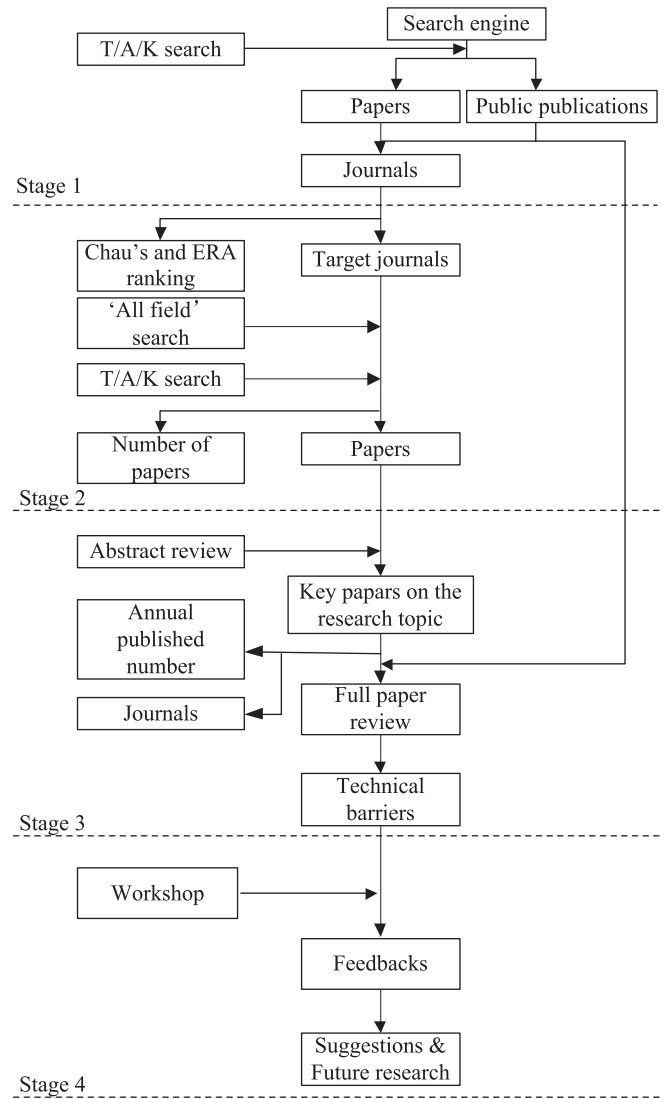 Search engine
T/A/K search
Papers
Public publications
Journals
Stage 1
Chau's and ERA
ranking
Target journals
‘All field’
search
T/A/K search
Number of
papers
Papers
Stage 2
Abstract review
Key papars on the
research topic
Annual
published
number
Journals
Full paper
review
Technical
barriers
Stage 3
Workshop
Feedbacks
Suggestions &
Future research
Stage 4